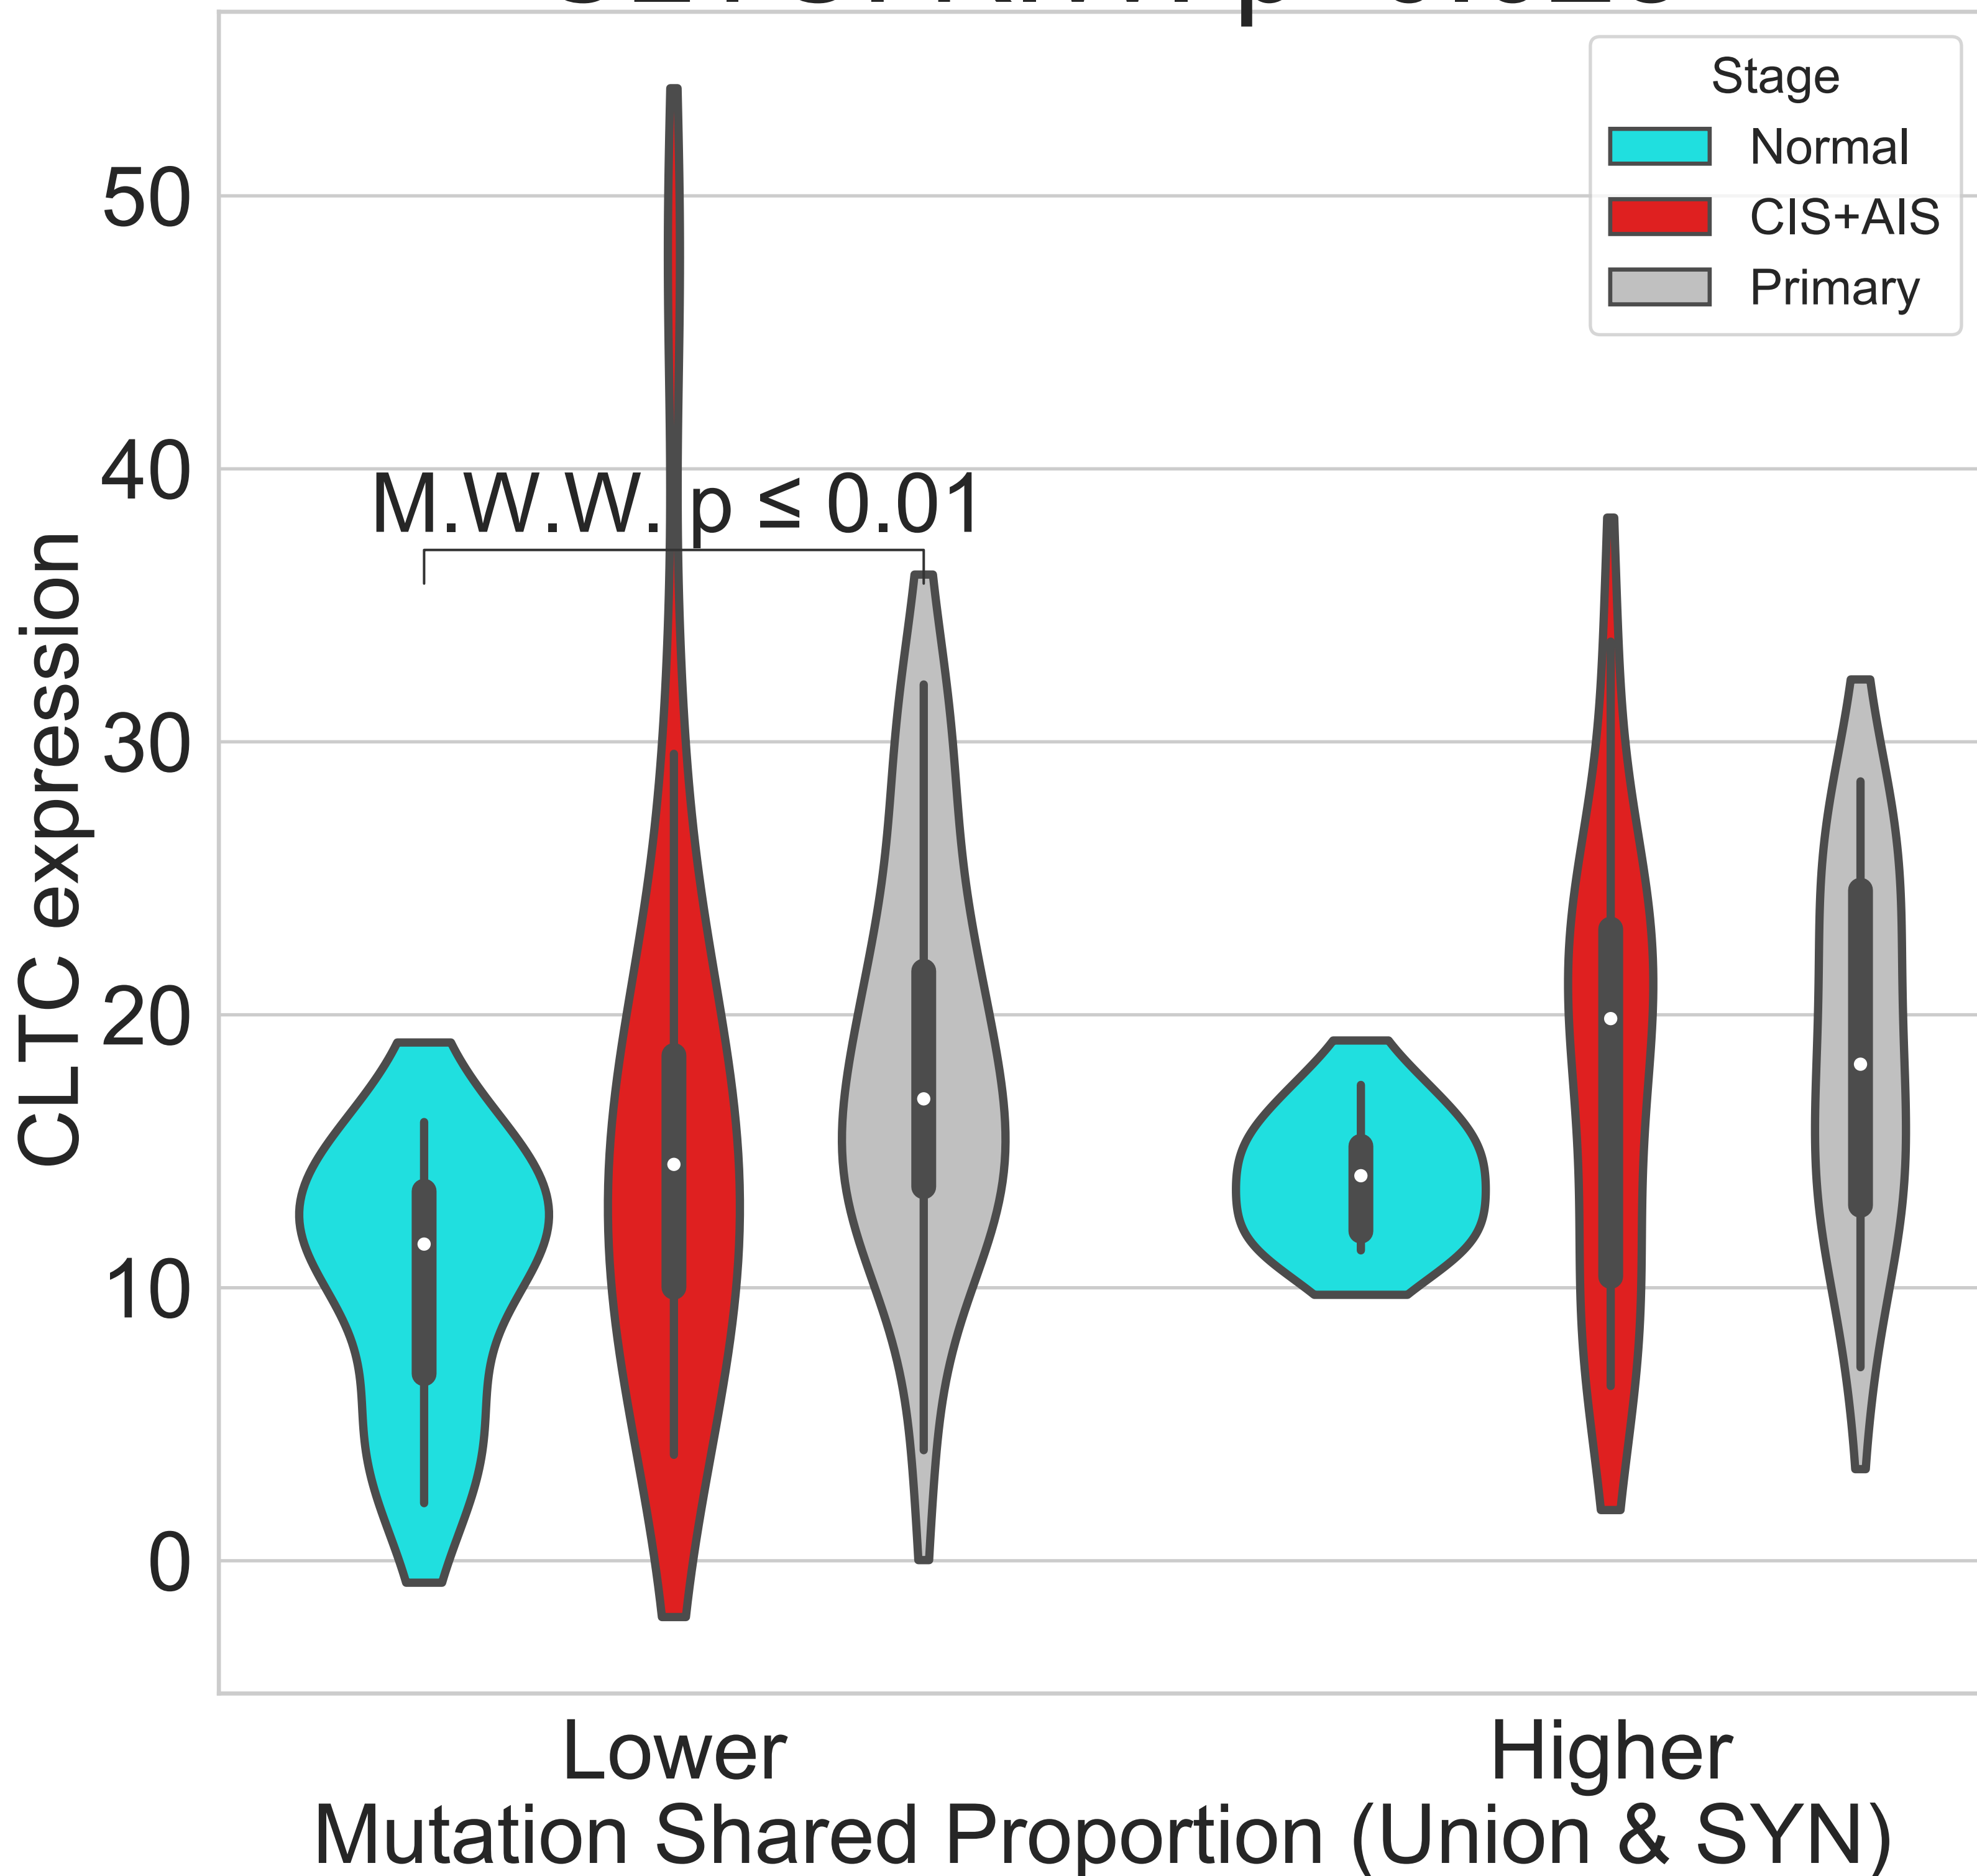 Stage
Normal
CIS+AIS
Primary
50
40
30
20
10
0
CLTC expression
M.W.W. p ≤ 0.01
Lower
Higher
Mutation Shared Proportion (Union & SYN)